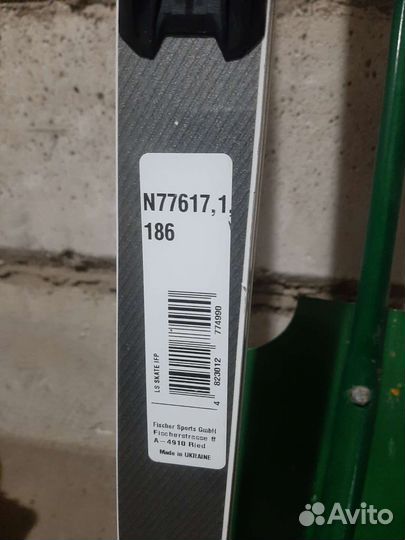 N77617,1,
186
LS SKATE IFP
4 823012 774990
Fischer Sports GmbH
Fischerstrasse 8
A-4910 Ried
Made in UKRAINE
Avito